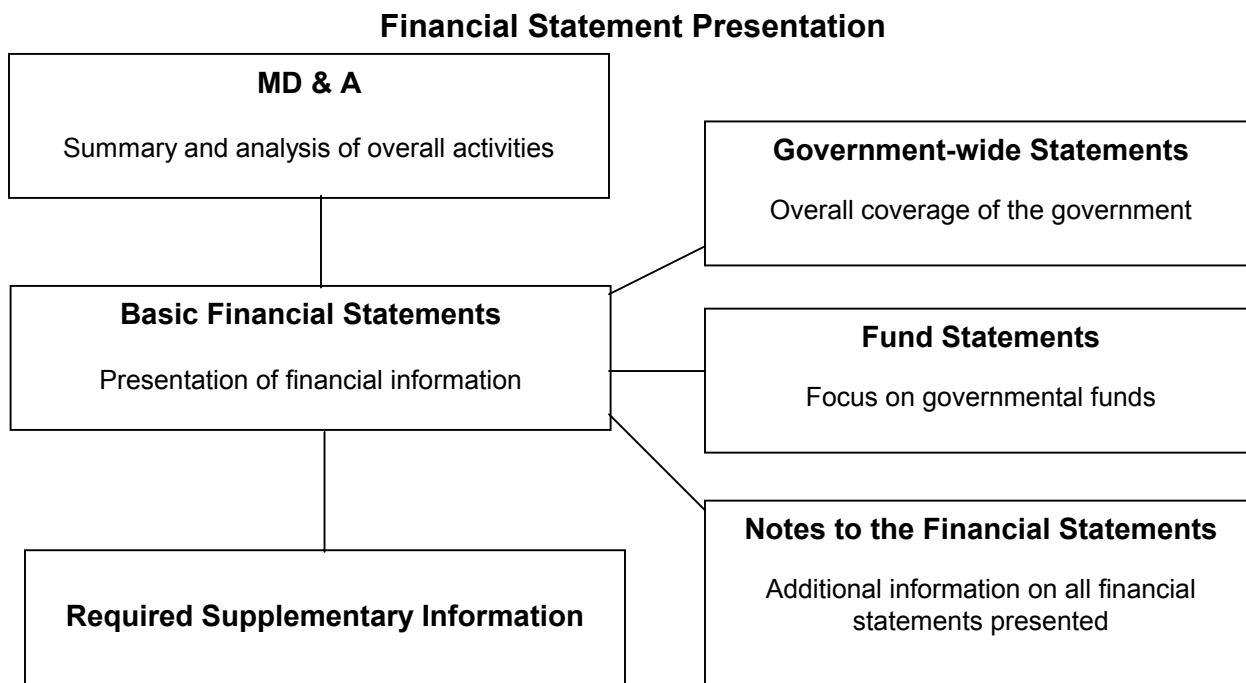 Financial Statement Presentation
MD & A
Summary and analysis of overall activities
Government-wide Statements
Overall coverage of the government
Basic Financial Statements
Presentation of financial information
Fund Statements
Focus on governmental funds
Notes to the Financial Statements
Additional information on all financial
statements presented
Required Supplementary Information